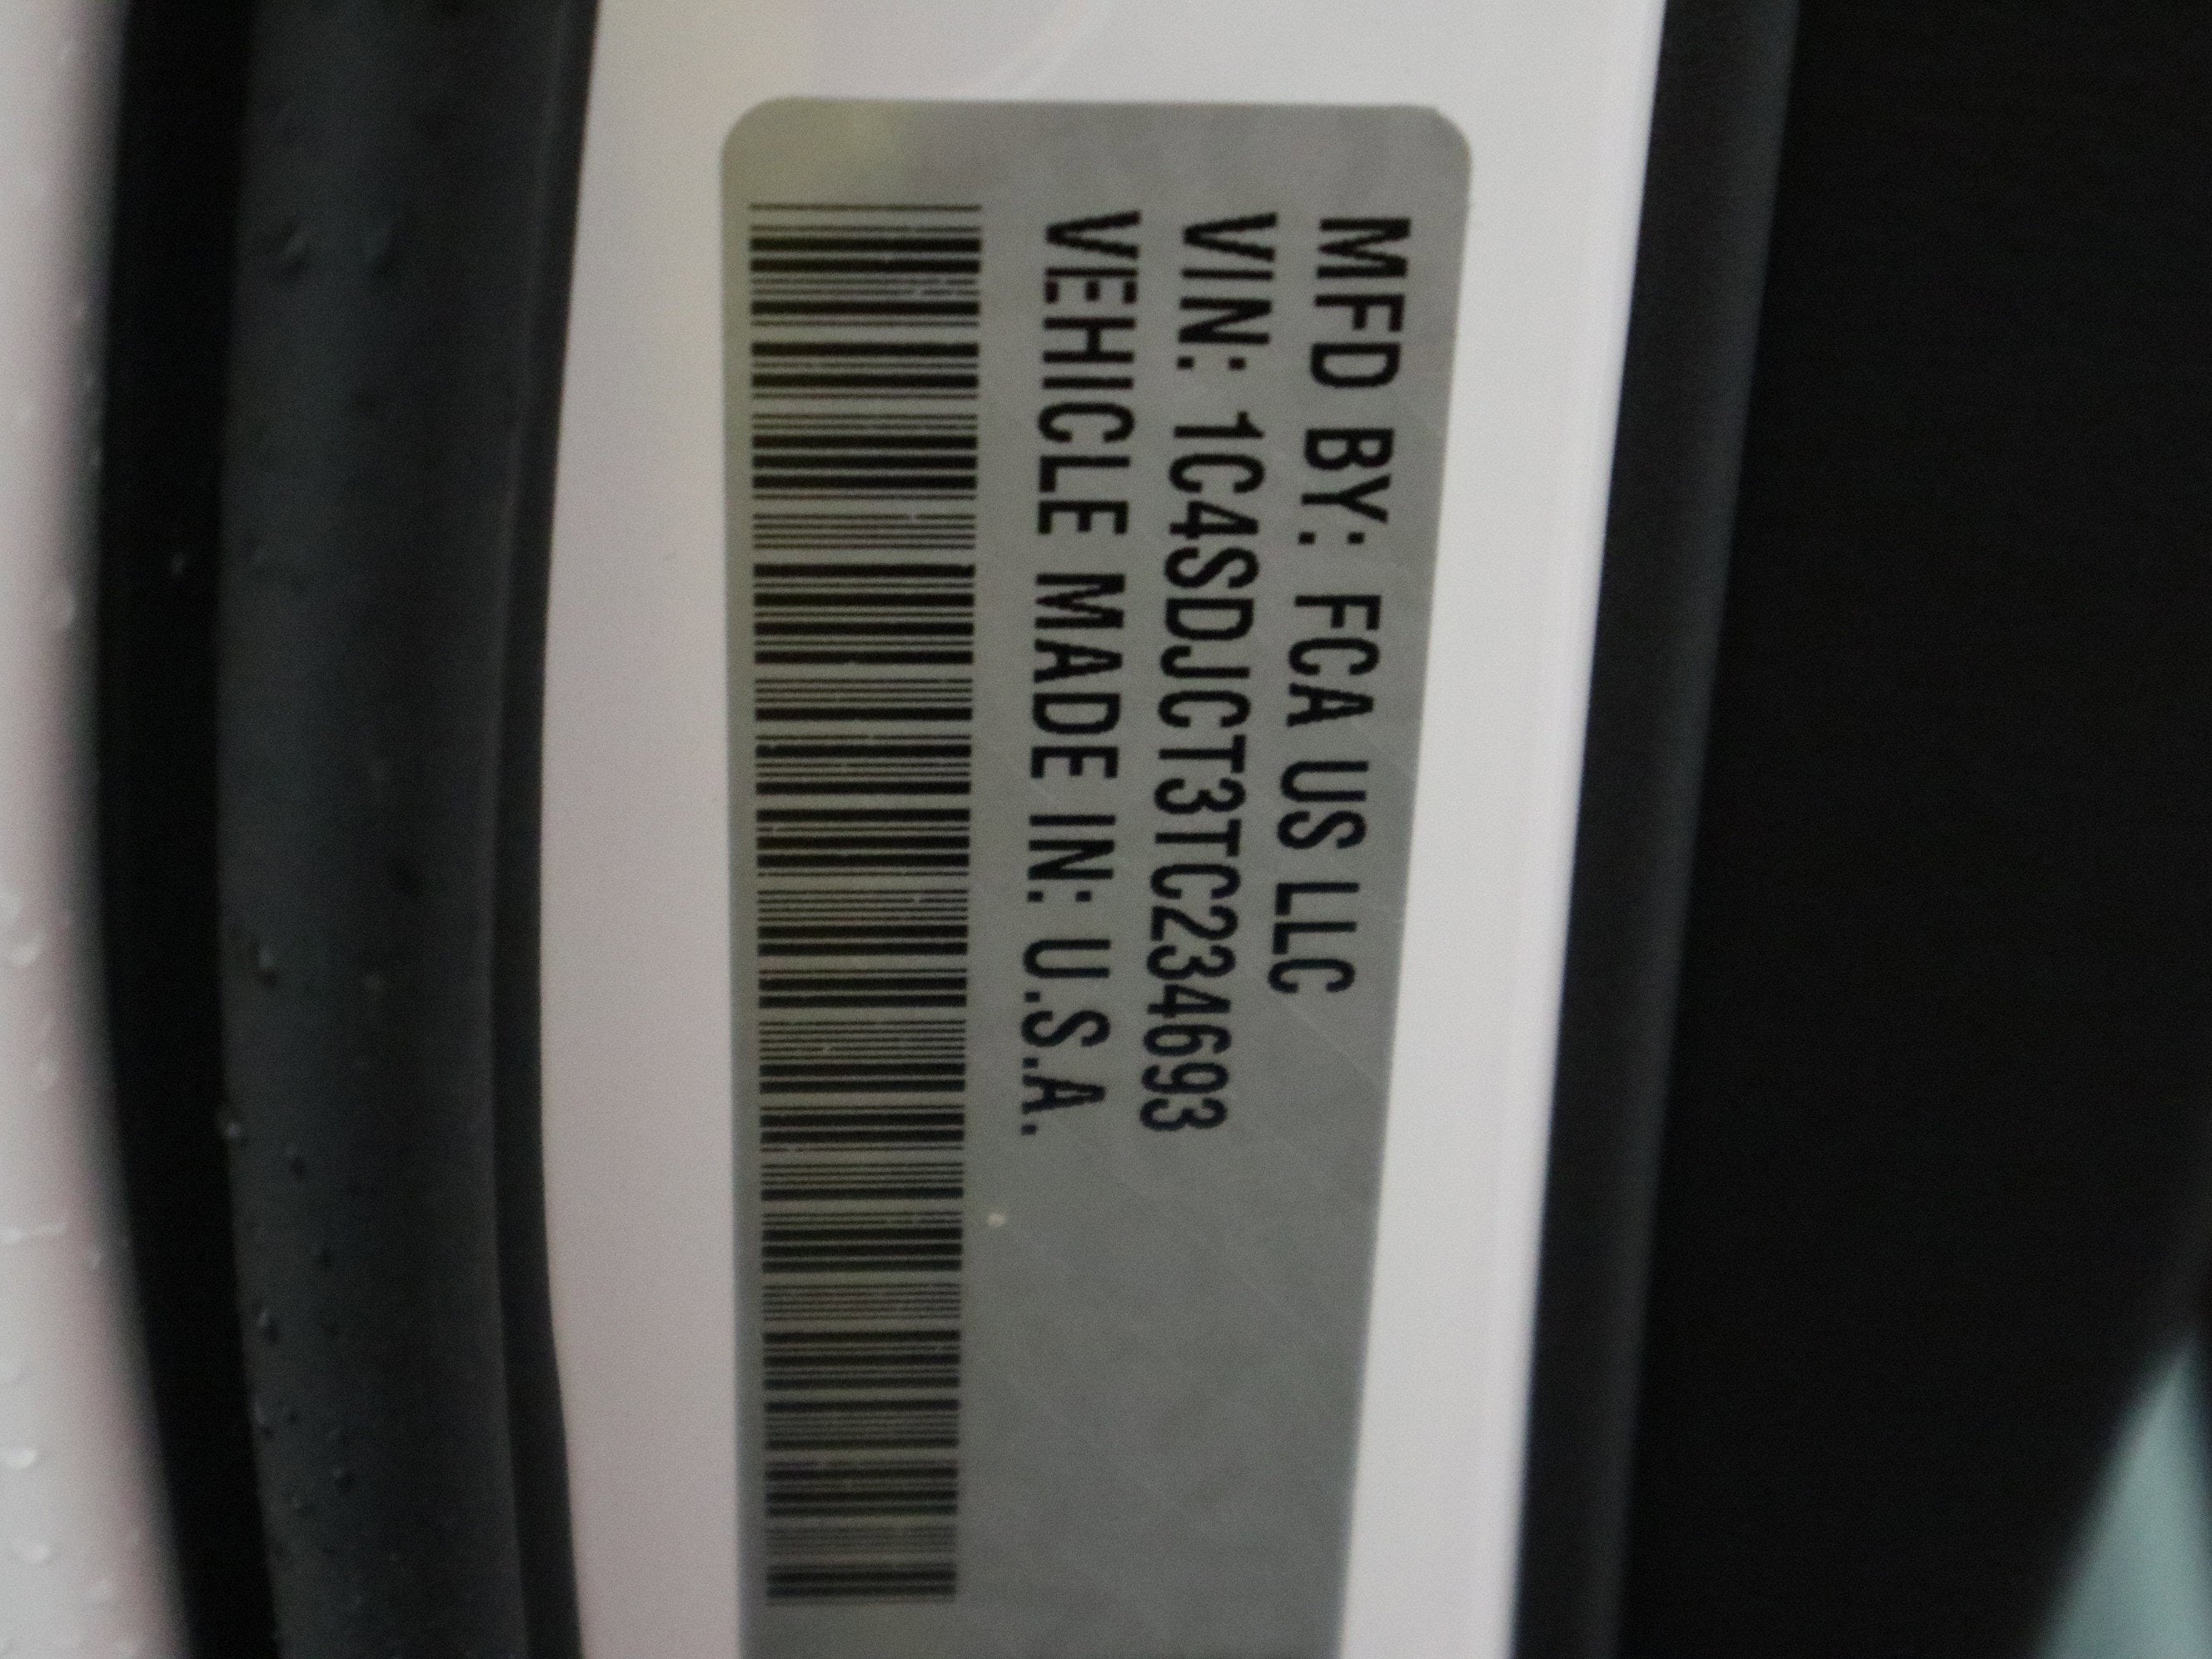 MFD BY: FCA US LLC
VIN: 1C4SDJCT3TC234693
VEHICLE MADE IN: U.S.A.